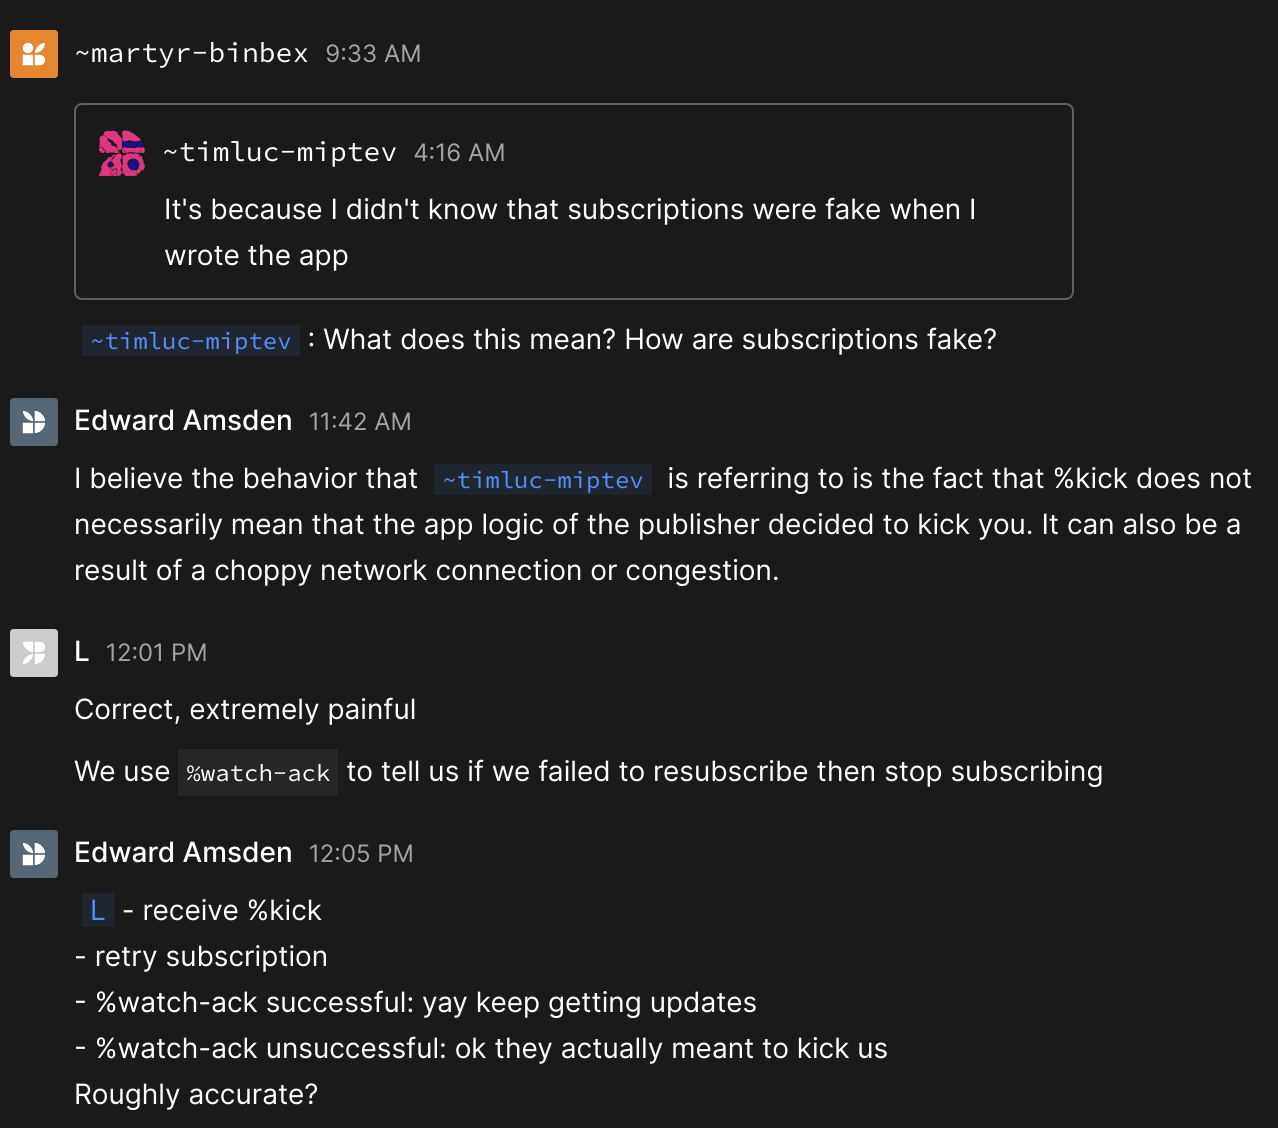 ~martyr-binbex 9:33 AM
~timluc-miptev 4:16 AM
It's because I didn't know that subscriptions were fake when I
wrote the app
~timluc-miptev : What does this mean? How are subscriptions fake?
Edward Amsden 11:42 AM
I believe the behavior that ~timluc-miptev is referring to is the fact that %kick does not
necessarily mean that the app logic of the publisher decided to kick you. It can also be a
result of a choppy network connection or congestion.
L 12:01 PM
Correct, extremely painful
We use %watch-ack to tell us if we failed to resubscribe then stop subscribing
Edward Amsden 12:05 PM
L - receive %kick
- retry subscription
- %watch-ack successful: yay keep getting updates
- %watch-ack unsuccessful: ok they actually meant to kick us
Roughly accurate?